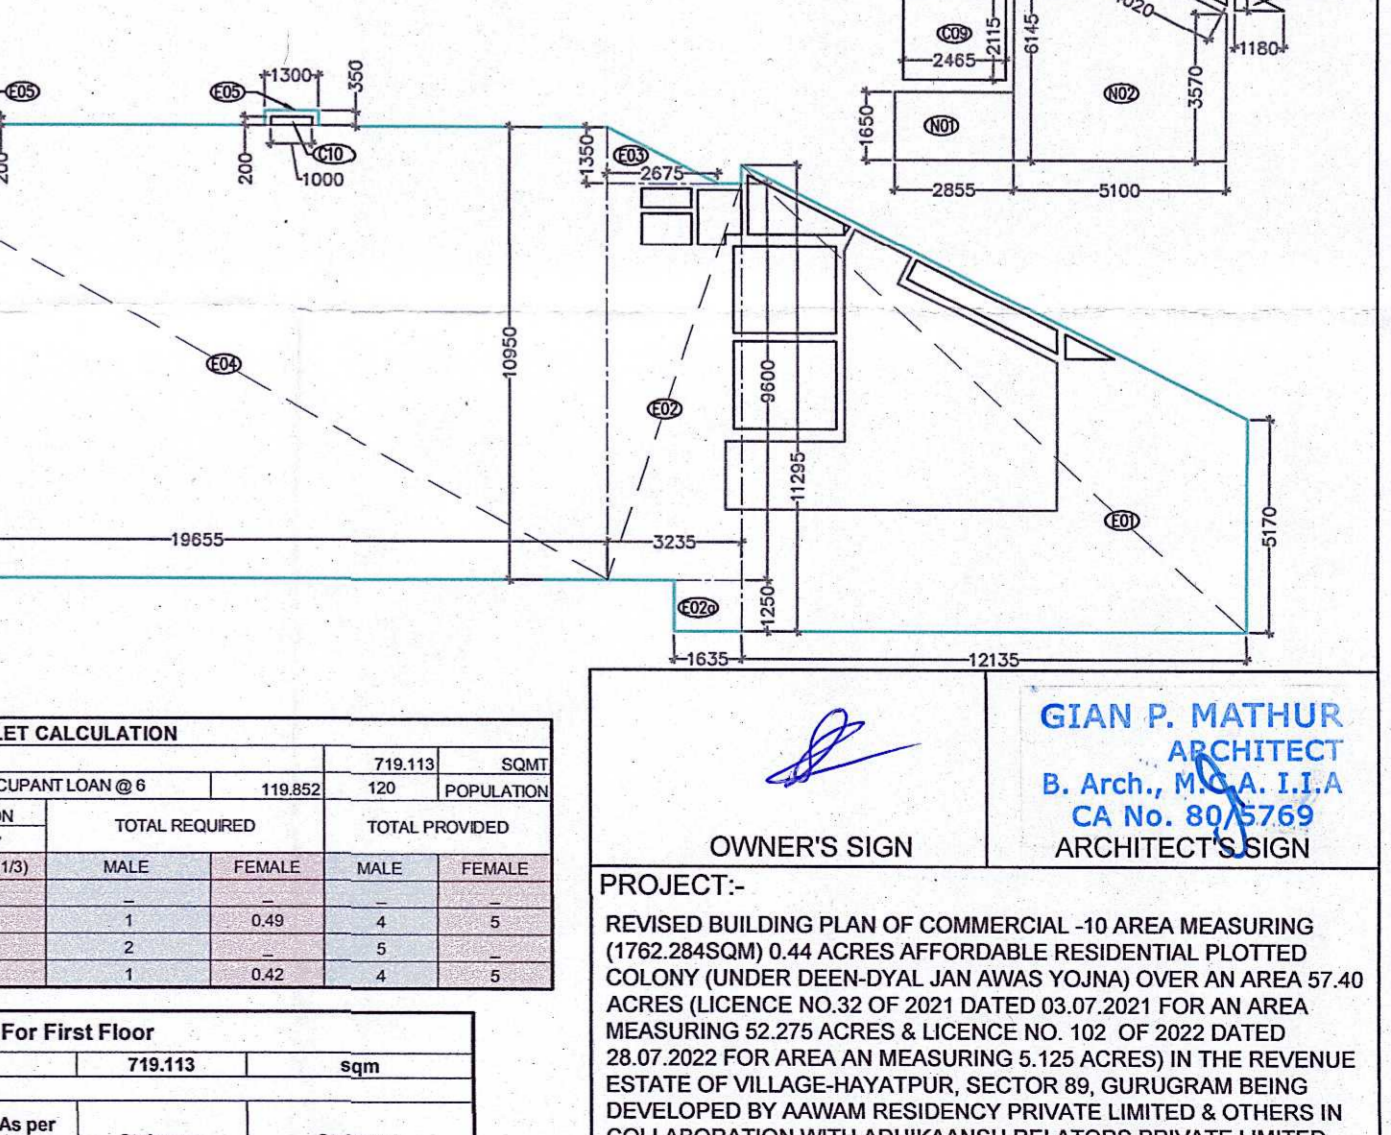 1020
C09
2115
6145
2465
1180
E05
E05
1300
350
3570
N02
1650
N01
C10
200
200
1000
1350
E03
2675
2855
5100
E04
10950
9600
E02
11295
E01
5170
19655
3235
E02a
1250
1635
12135
LET CALCULATION
719.113 SQMT
CUPANT LOAN @ 6 119.852 120 POPULATION
ON TOTAL REQUIRED TOTAL PROVIDED
1/3) MALE FEMALE MALE FEMALE
_ _ _ _
1 0.49 4 5
2 _ 5 _
1 0.42 4 5
For First Floor
719.113 sqm
As per
GIAN P. MATHUR
ARCHITECT
B. Arch., M.C.A. I.I.A
CA No. 80/5769
OWNER'S SIGN
ARCHITECT'S SIGN
PROJECT:-
REVISED BUILDING PLAN OF COMMERCIAL -10 AREA MEASURING
(1762.284SQM) 0.44 ACRES AFFORDABLE RESIDENTIAL PLOTTED
COLONY (UNDER DEEN-DYAL JAN AWAS YOJNA) OVER AN AREA 57.40
ACRES (LICENCE NO.32 OF 2021 DATED 03.07.2021 FOR AN AREA
MEASURING 52.275 ACRES & LICENCE NO. 102 OF 2022 DATED
28.07.2022 FOR AREA AN MEASURING 5.125 ACRES) IN THE REVENUE
ESTATE OF VILLAGE-HAYATPUR, SECTOR 89, GURUGRAM BEING
DEVELOPED BY AAWAM RESIDENCY PRIVATE LIMITED & OTHERS IN
COLLABORATION WITH ADHIKAANSH RELATORS PRIVATE LIMITED